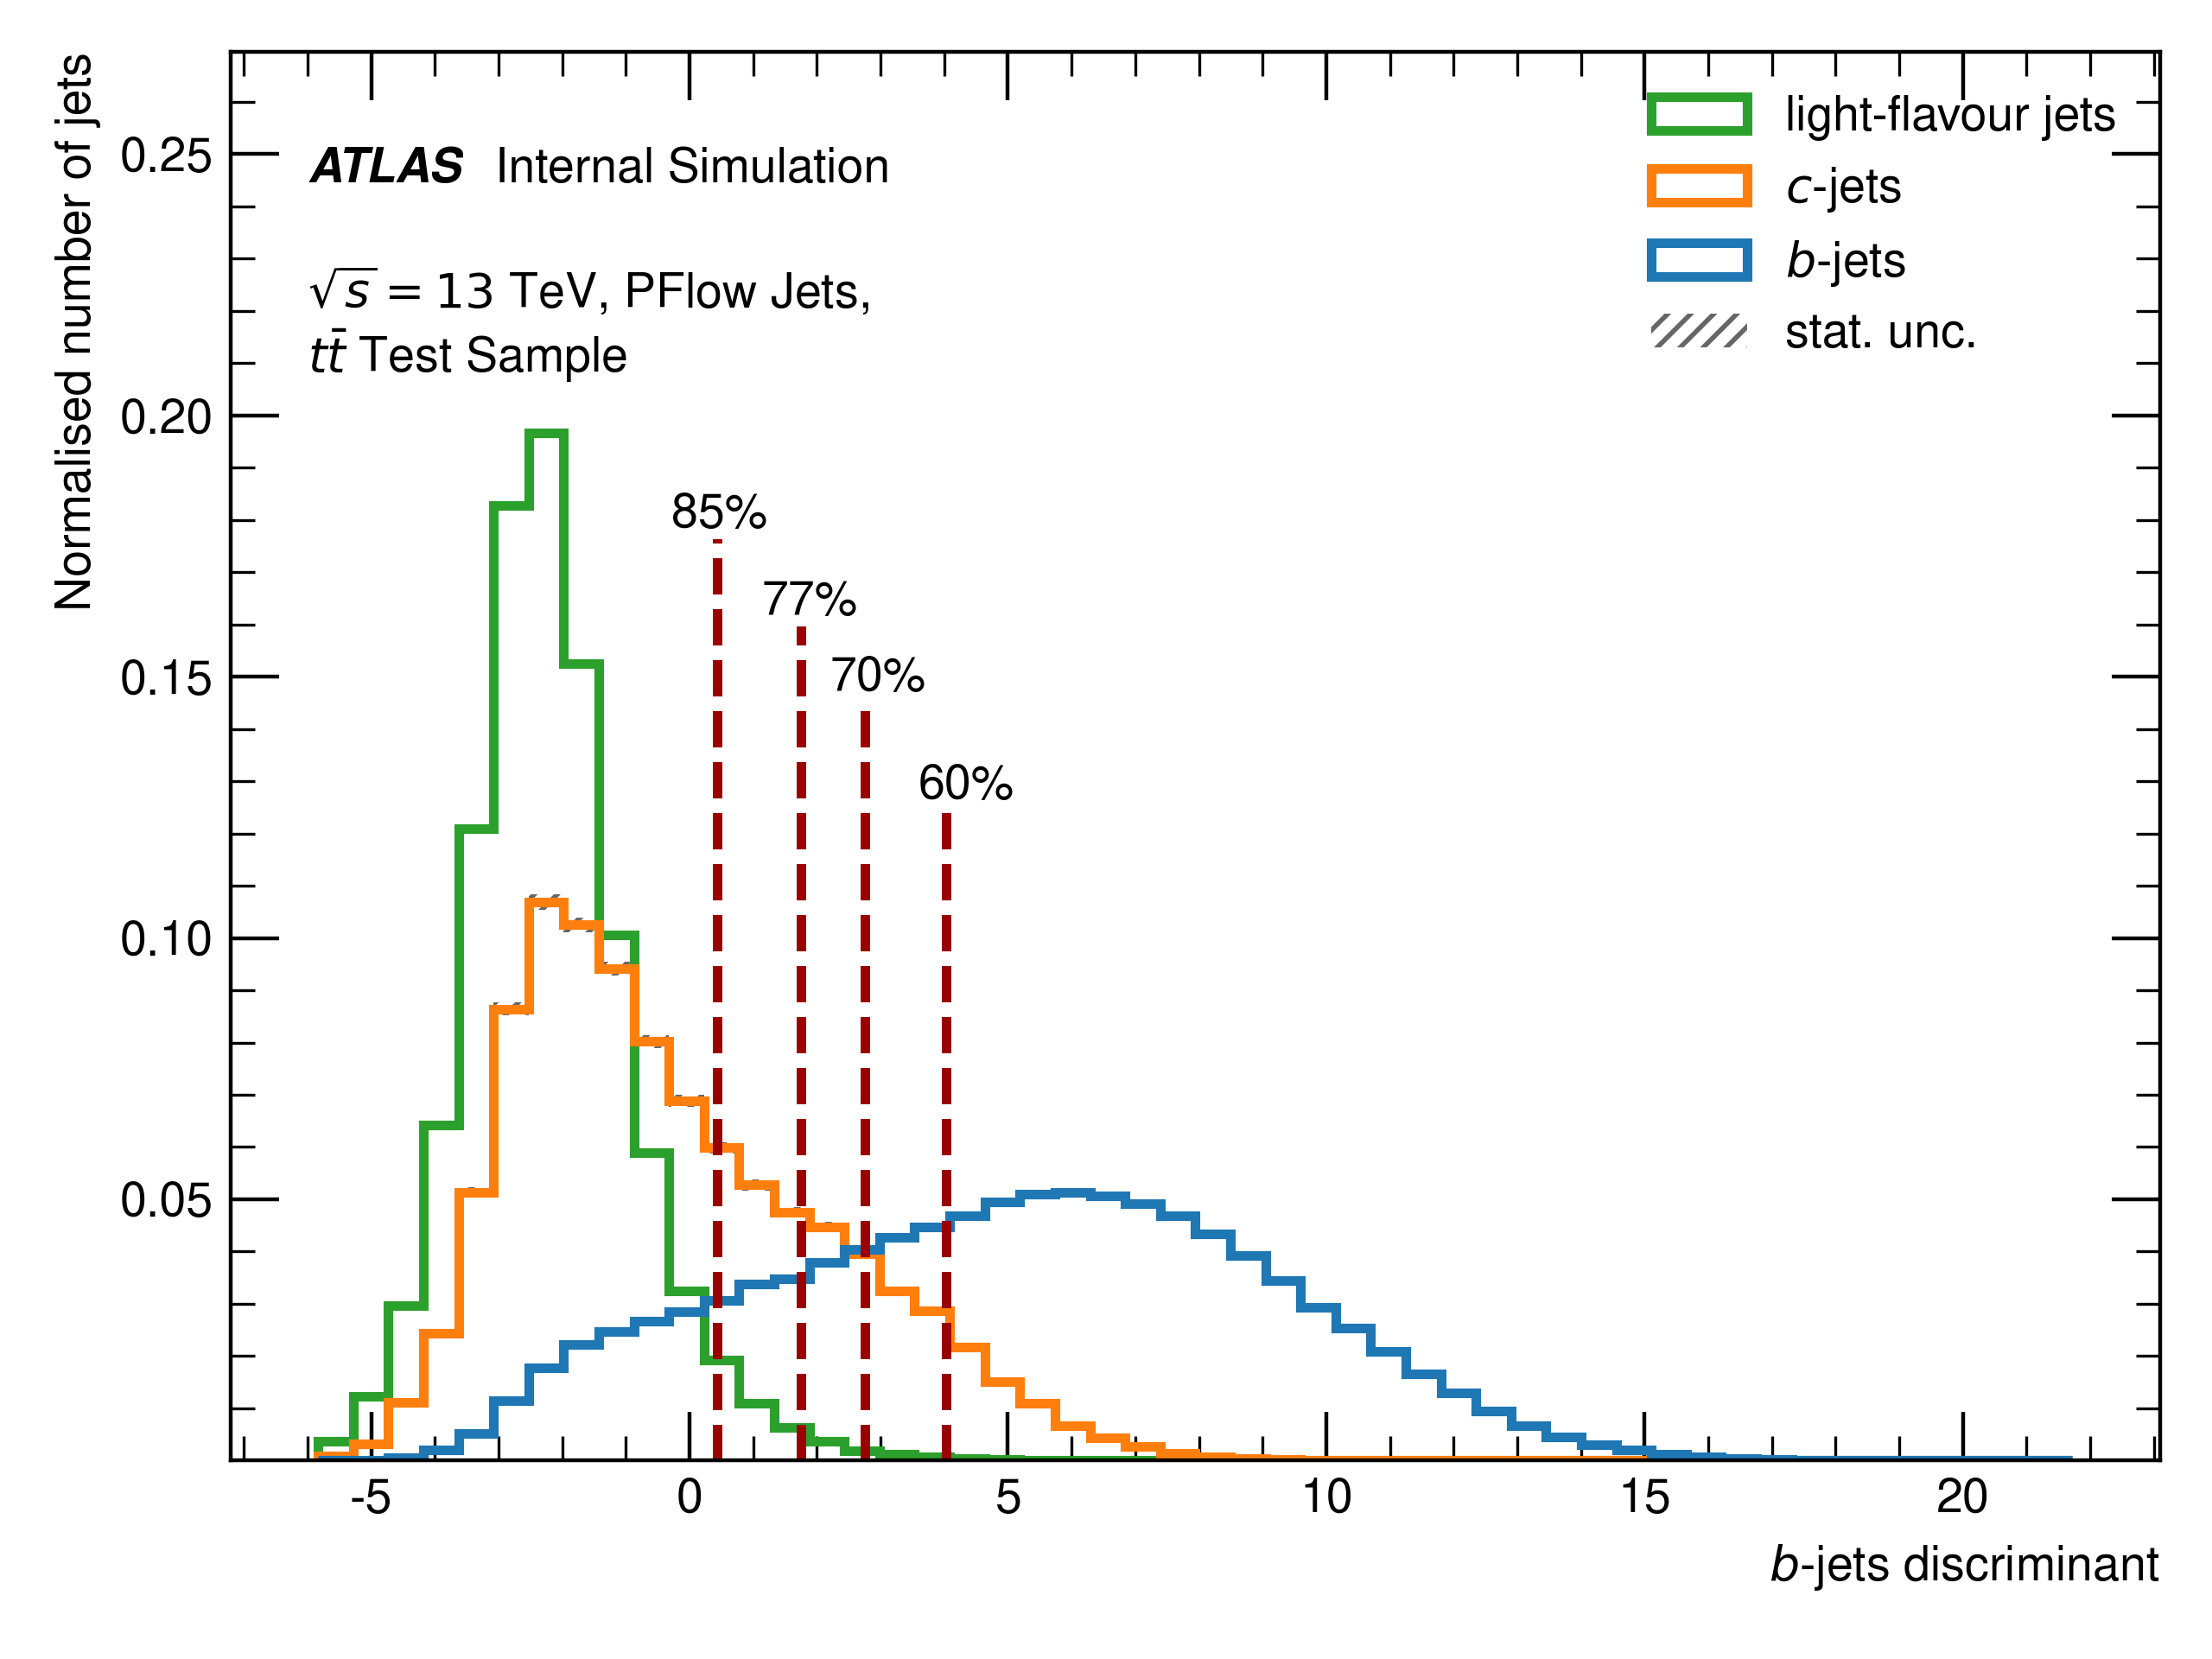 Normalised number of jets
0.25
0.20
0.15
0.10
0.05
ATLAS Internal Simulation
√s = 13 TeV, PFlow Jets,
tt̄ Test Sample
light-flavour jets
c-jets
b-jets
stat. unc.
85%
77%
70%
60%
-5 0 5 10 15 20
b-jets discriminant